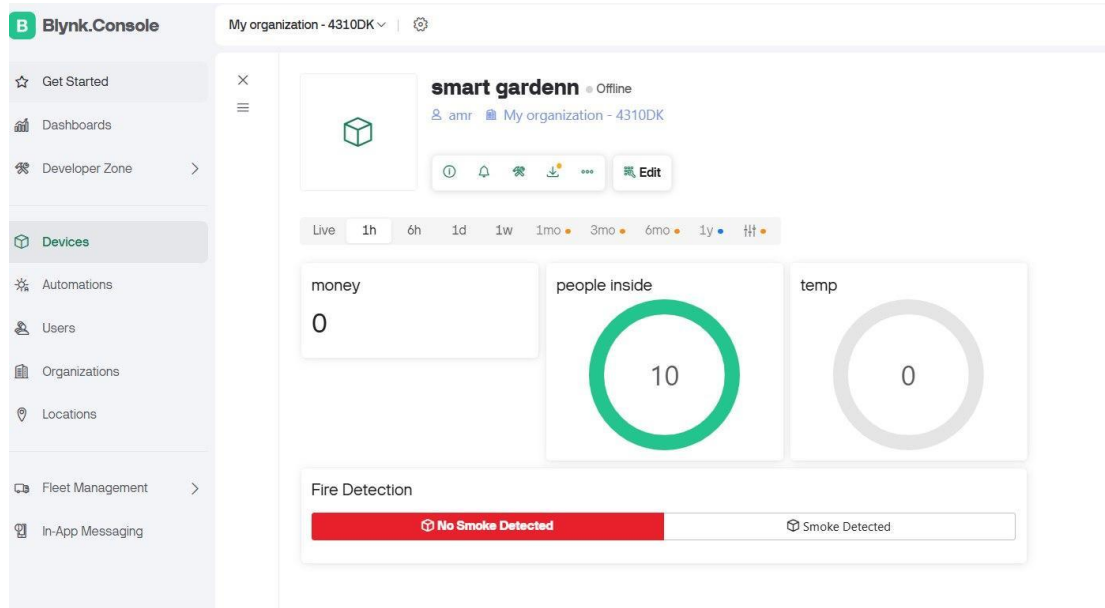 B Blynk.Console
My organization - 4310DK
Get Started
Dashboards
Developer Zone
Devices
Automations
Users
Organizations
Locations
Fleet Management
In-App Messaging
smart gardenn Offline
amr My organization - 4310DK
Edit
Live 1h 6h 1d 1w 1mo 3mo 6mo 1y
money
0
people inside
10
temp
0
Fire Detection
No Smoke Detected Smoke Detected